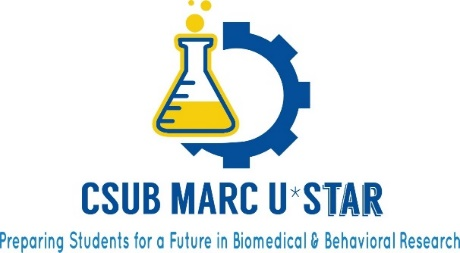 CSUB MARC U*STAR
Preparing Students for a Future in Biomedical & Behavioral Research